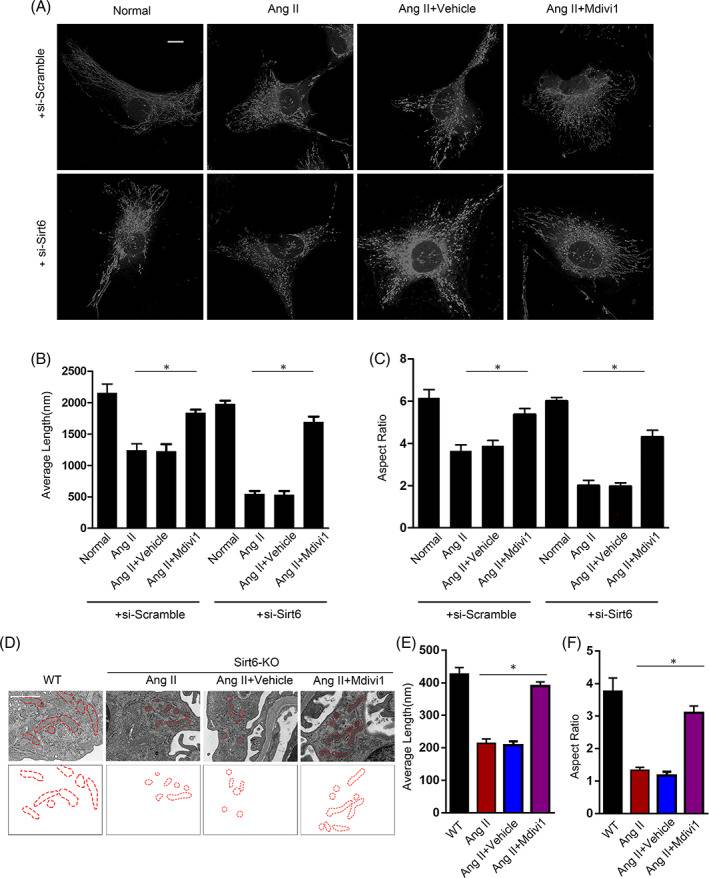 (A)
Normal
Ang II
Ang II+Vehicle
Ang II+Mdivi1
+si-Scramble
+ si-Sirt6
(B)
Average Length(nm)
2500
2000
1500
1000
500
0
*
*
Normal
Ang II
Ang II+Vehicle
Ang II+Mdivi1
Normal
Ang II
Ang II+Vehicle
Ang II+Mdivi1
+si-Scramble
+si-Sirt6
(C)
Aspect Ratio
6
4
2
0
*
*
Normal
Ang II
Ang II+Vehicle
Ang II+Mdivi1
Normal
Ang II
Ang II+Vehicle
Ang II+Mdivi1
+si-Scramble
+si-Sirt6
(D)
Sirt6-KO
WT
Ang II
Ang II+Vehicle
Ang II+Mdivi1
(E)
Average Length(nm)
500
400
300
200
100
0
*
WT
Ang II
Ang II+Vehicle
Ang II+Mdivi1
(F)
Aspect Ratio
5
4
3
2
1
0
*
WT
Ang II
Ang II+Vehicle
Ang II+Mdivi1